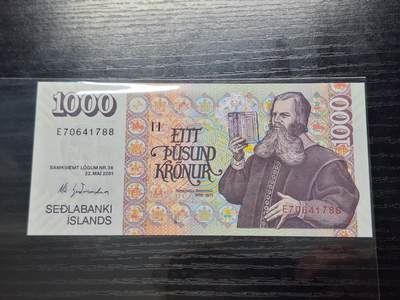 1000
E70641788
EITT
ÞÚSUND
KRÓNUR
SAMKVÆMT LÖGUM NR. 36
22. MAÍ 2001
SEÐLABANKI
ÍSLANDS
E70641788
1000